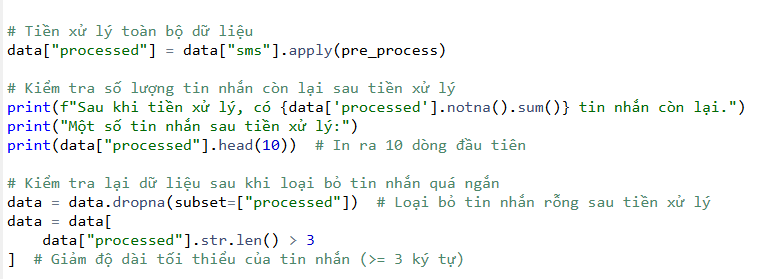 # Tiền xử lý toàn bộ dữ liệu
data["processed"] = data["sms"].apply(pre_process)
# Kiểm tra số lượng tin nhắn còn lại sau tiền xử lý
print(f"Sau khi tiền xử lý, có {data['processed'].notna().sum()} tin nhắn còn lại.")
print("Một số tin nhắn sau tiền xử lý:")
print(data["processed"].head(10))  # In ra 10 dòng đầu tiên
# Kiểm tra lại dữ liệu sau khi loại bỏ tin nhắn quá ngắn
data = data.dropna(subset=["processed"])  # Loại bỏ tin nhắn rỗng sau tiền xử lý
data = data[
    data["processed"].str.len() > 3
]  # Giảm độ dài tối thiểu của tin nhắn (>= 3 ký tự)